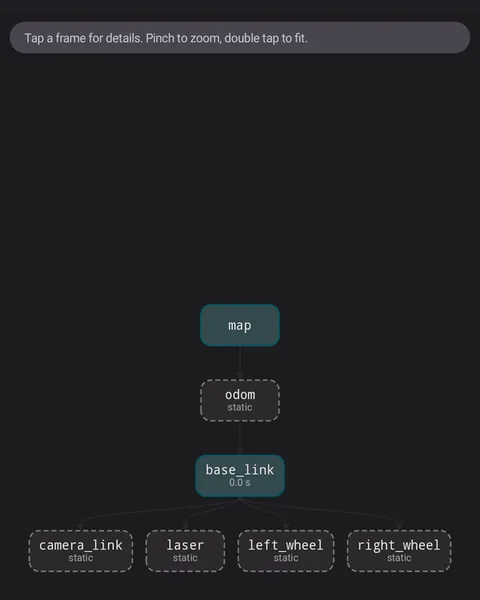 Tap a frame for details. Pinch to zoom, double tap to fit.
map
odom
static
base_link
0.0 s
camera_link laser left_wheel right_wheel
static static static static